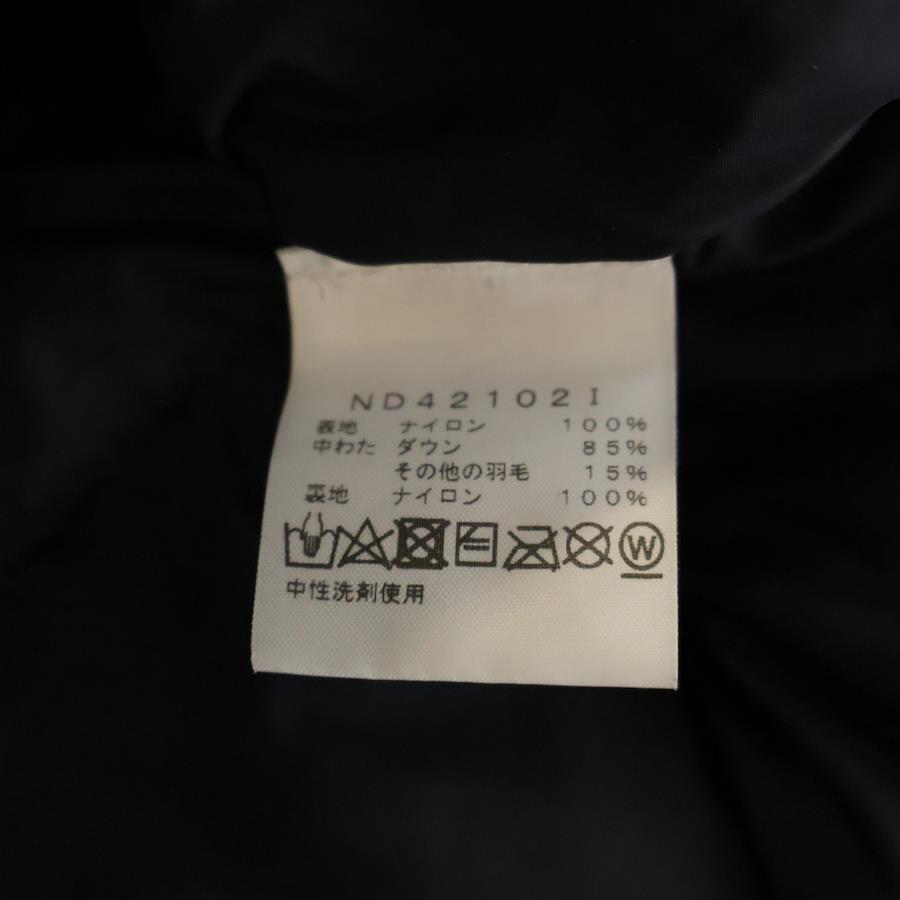 ND42102I
表地 ナイロン 100%
中わた ダウン 85%
その他の羽毛 15%
裏地 ナイロン 100%
W
中性洗剤使用